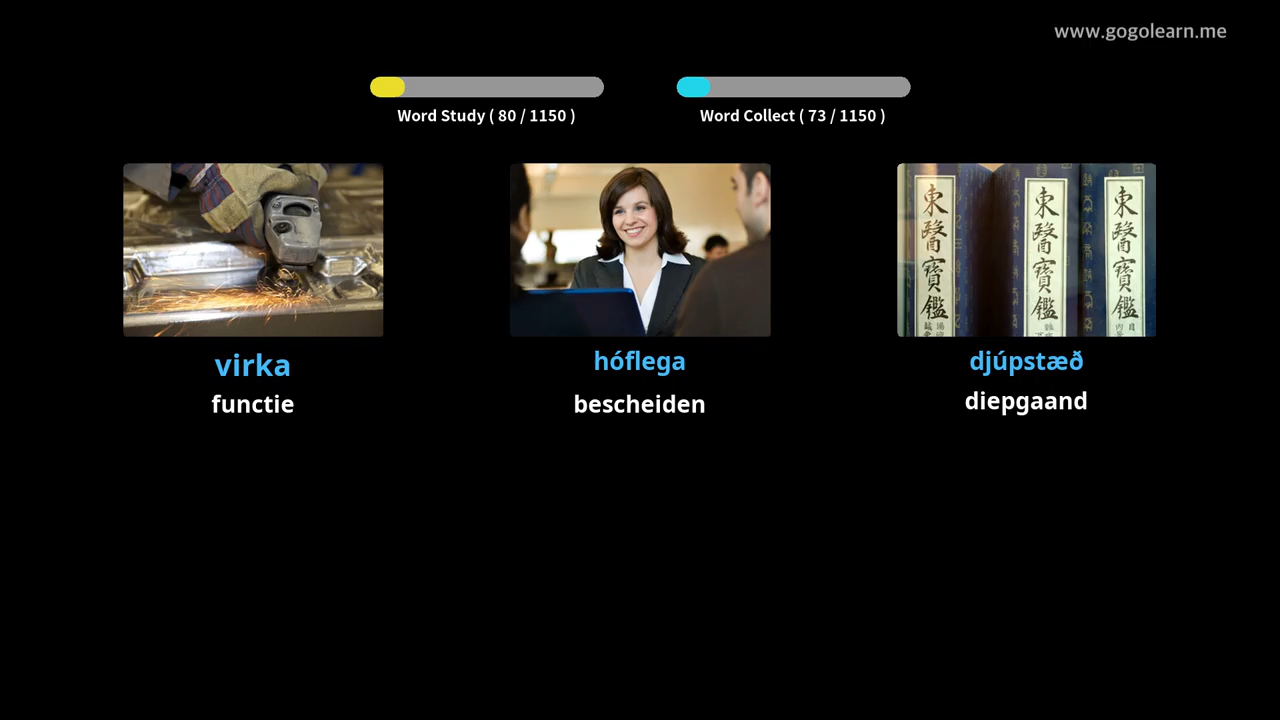 www.gogolearn.me
Word Study ( 80 / 1150 )
Word Collect ( 73 / 1150 )
東醫寶鑑
東醫寶鑑
東醫寶鑑
virka
hóflega
djúpstæð
functie
bescheiden
diepgaand